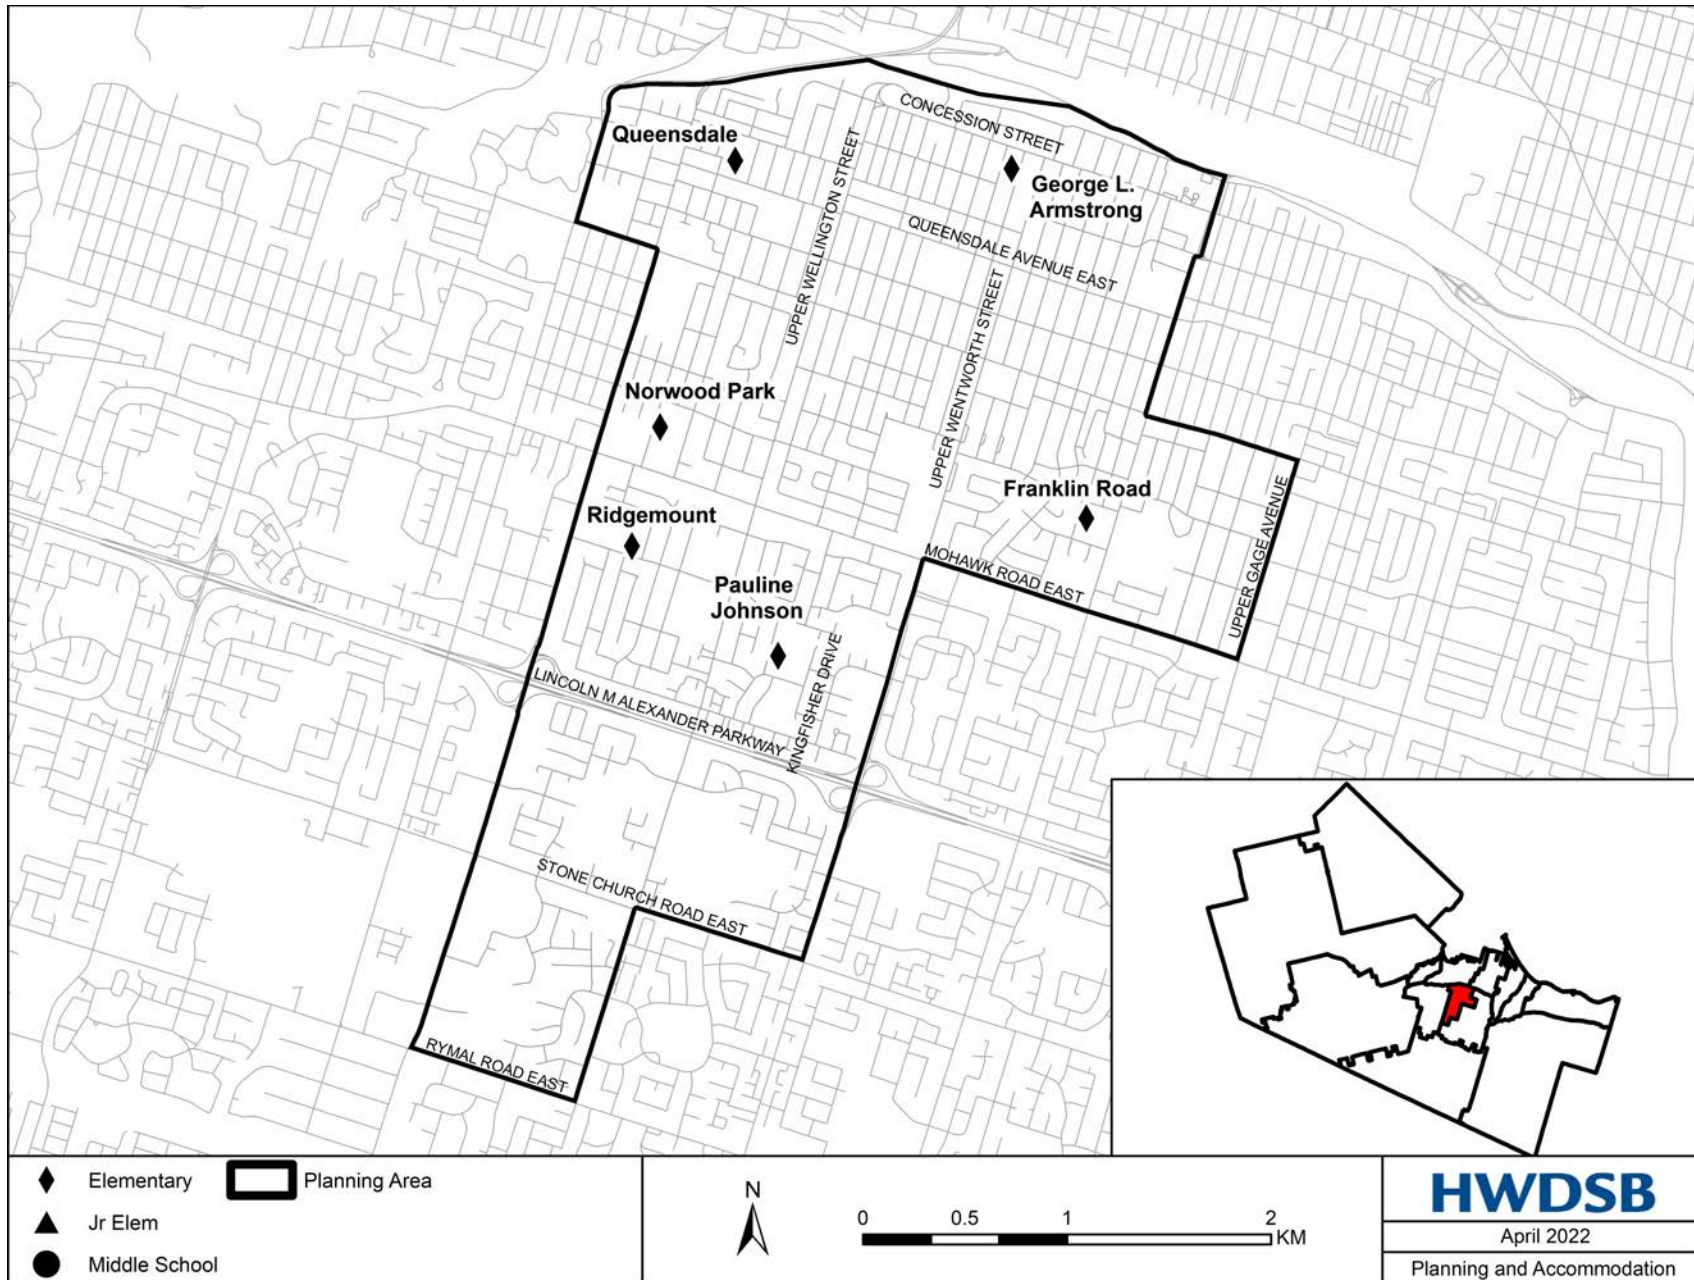 CONCESSION STREET
Queensdale
George L.
Armstrong
UPPER WELLINGTON STREET
QUEENSDALE AVENUE EAST
UPPER WENTWORTH STREET
Norwood Park
Franklin Road
Ridgemount
UPPER GAGE AVENUE
MOHAWK ROAD EAST
Pauline
Johnson
KINGFISHER DRIVE
LINCOLN M ALEXANDER PARKWAY
STONE CHURCH ROAD EAST
RYMAL ROAD EAST
Elementary
Planning Area
Jr Elem
Middle School
N
0 0.5 1 2
KM
HWDSB
April 2022
Planning and Accommodation